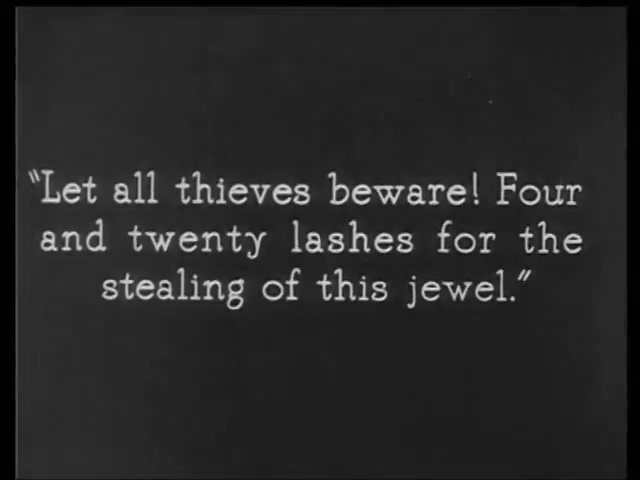 “Let all thieves beware! Four
and twenty lashes for the
stealing of this jewel.”